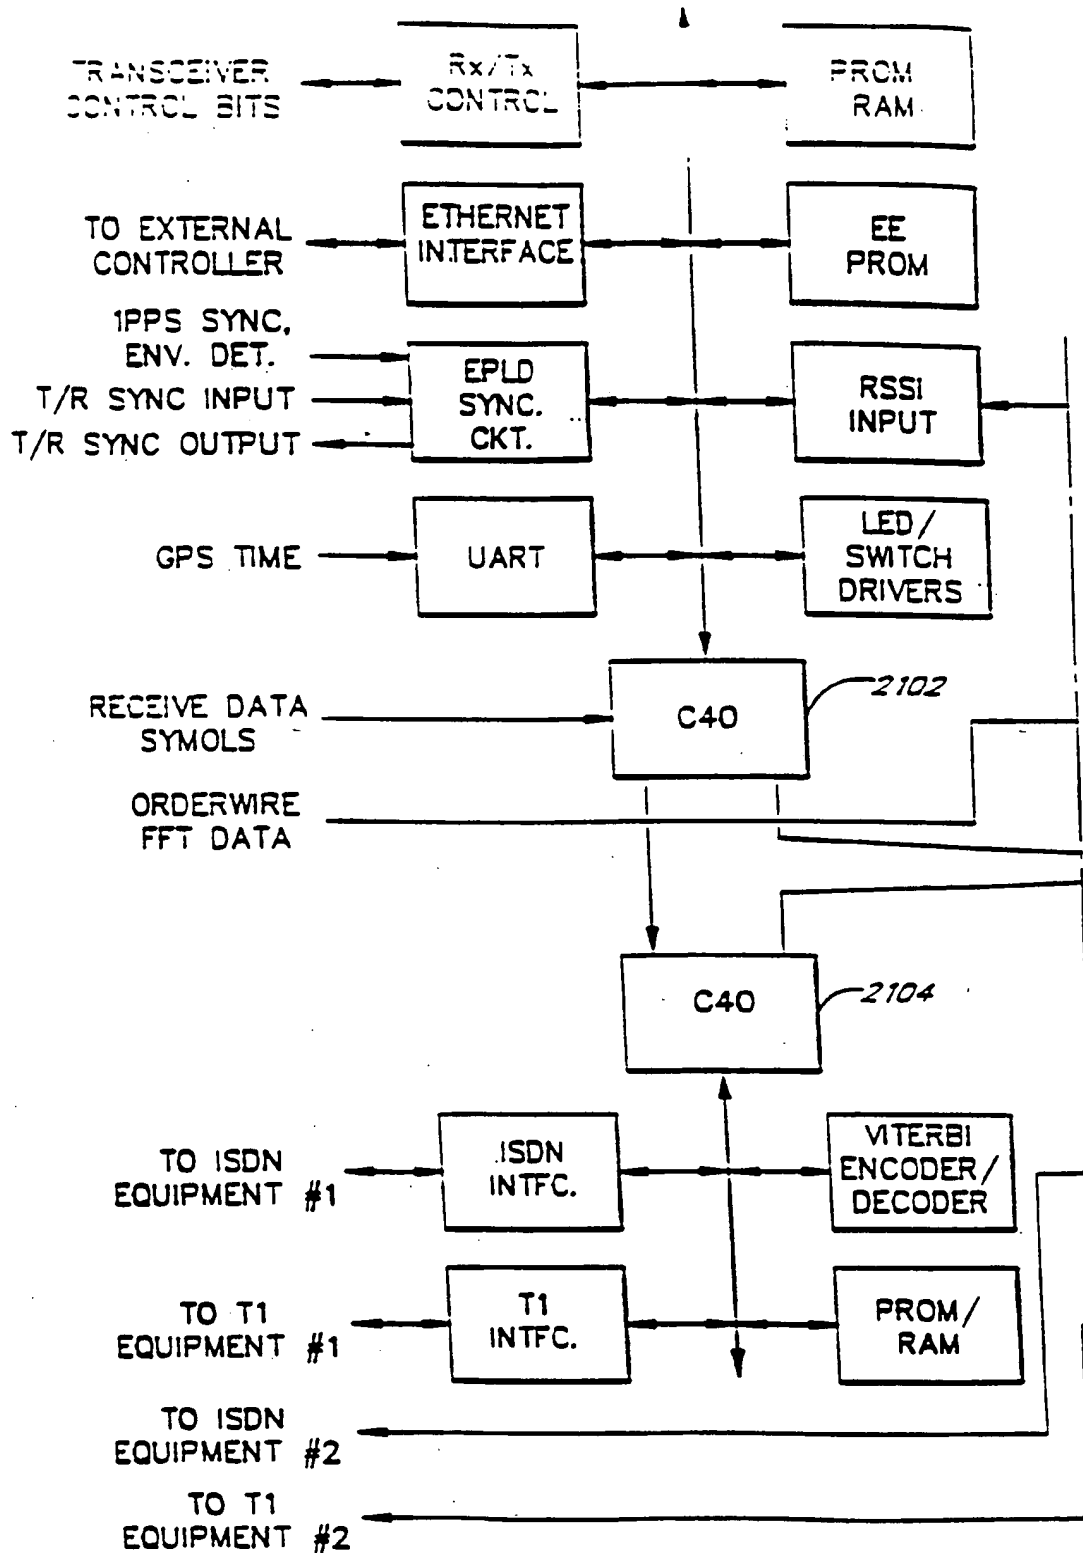 TRANSCEIVER
CONTROL BITS
Rx/Tx
CONTROL
PROM
RAM
TO EXTERNAL
CONTROLLER
ETHERNET
INTERFACE
EE
PROM
1PPS SYNC,
ENV. DET.
T/R SYNC INPUT
T/R SYNC OUTPUT
EPLD
SYNC.
CKT.
RSSI
INPUT
GPS TIME
UART
LED/
SWITCH
DRIVERS
RECEIVE DATA
SYMOLS
C40
2102
ORDERWIRE
FFT DATA
C40
2104
TO ISDN
EQUIPMENT #1
ISDN
INTFC.
VITERBI
ENCODER/
DECODER
TO T1
EQUIPMENT #1
T1
INTFC.
PROM/
RAM
TO ISDN
EQUIPMENT #2
TO T1
EQUIPMENT #2